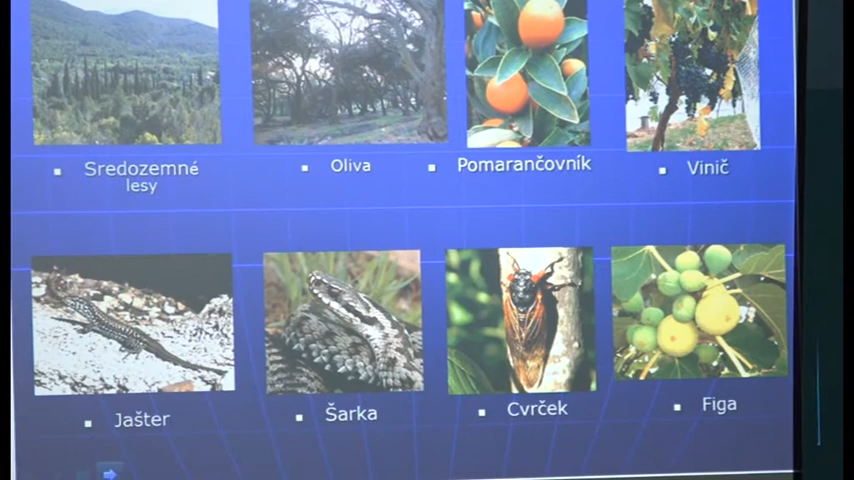 Sredozemné
lesy
Oliva
Pomarančovník
Vinič
Jašter
Šarka
Cvrček
Figa